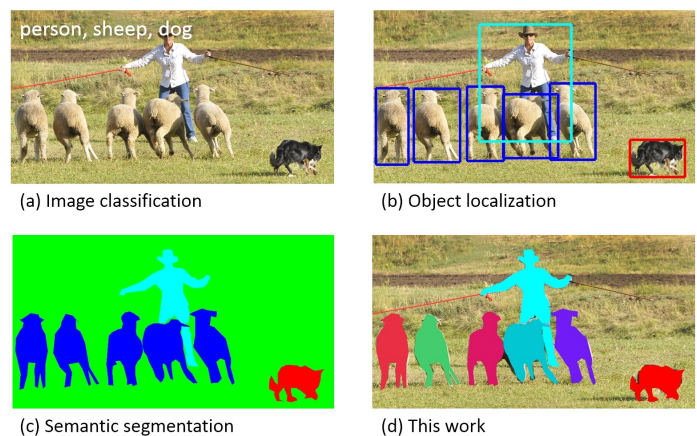 person, sheep, dog
(a) Image classification
(b) Object localization
(c) Semantic segmentation
(d) This work